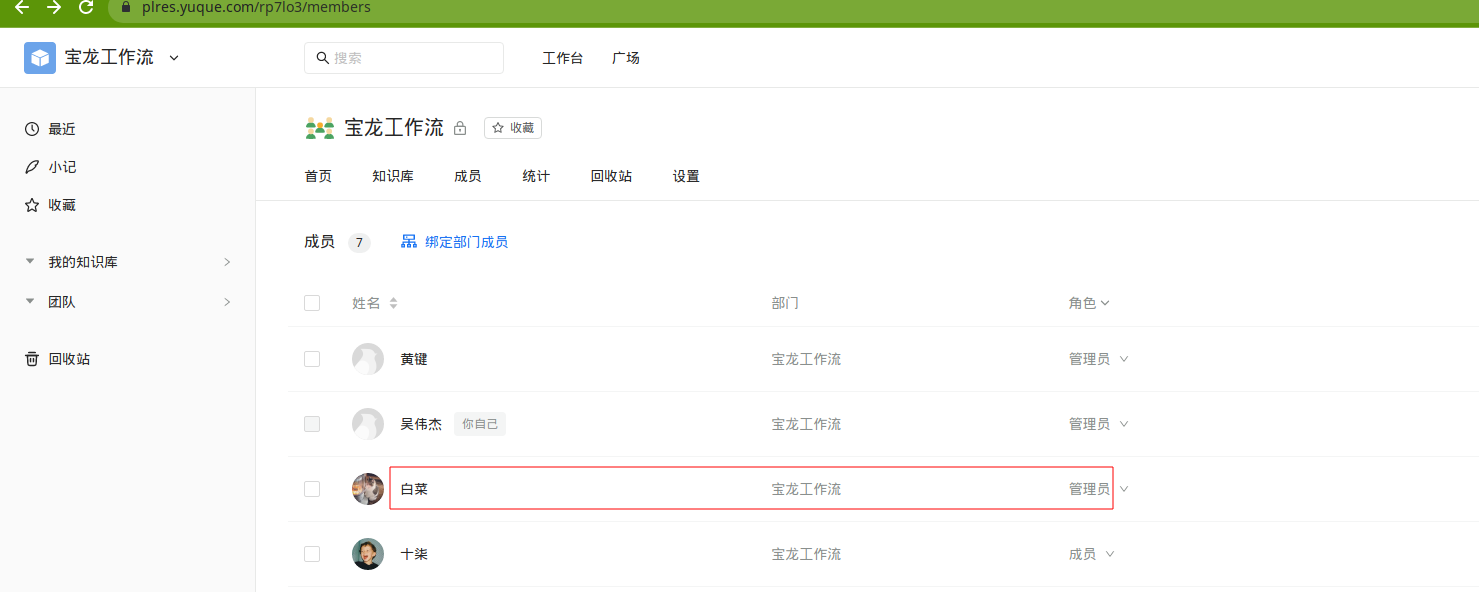 plres.yuque.com/rp7lo3/members
宝龙工作流 搜索 工作台 广场
最近
小记
收藏
我的知识库
团队
回收站
宝龙工作流 收藏
首页 知识库 成员 统计 回收站 设置
成员 7 绑定部门成员
姓名 部门 角色
黄键 宝龙工作流 管理员
吴伟杰 你自己 宝龙工作流 管理员
白菜 宝龙工作流 管理员
十柒 宝龙工作流 成员